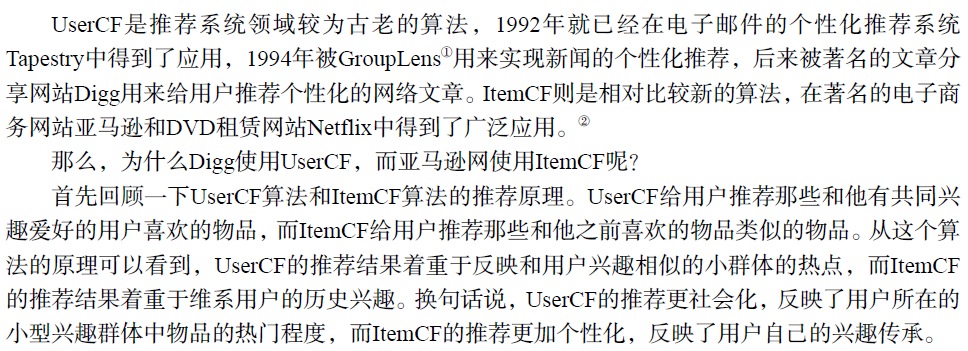 UserCF是推荐系统领域较为古老的算法，1992年就已经在电子邮件的个性化推荐系统
Tapestry中得到了应用，1994年被GroupLens①用来实现新闻的个性化推荐，后来被著名的文章分
享网站Digg用来给用户推荐个性化的网络文章。ItemCF则是相对比较新的算法，在著名的电子商
务网站亚马逊和DVD租赁网站Netflix中得到了广泛应用。②
那么，为什么Digg使用UserCF，而亚马逊网使用ItemCF呢？
首先回顾一下UserCF算法和ItemCF算法的推荐原理。UserCF给用户推荐那些和他有共同兴
趣爱好的用户喜欢的物品，而ItemCF给用户推荐那些和他之前喜欢的物品类似的物品。从这个算
法的原理可以看到，UserCF的推荐结果着重于反映和用户兴趣相似的小群体的热点，而ItemCF
的推荐结果着重于维系用户的历史兴趣。换句话说，UserCF的推荐更社会化，反映了用户所在的
小型兴趣群体中物品的热门程度，而ItemCF的推荐更加个性化，反映了用户自己的兴趣传承。